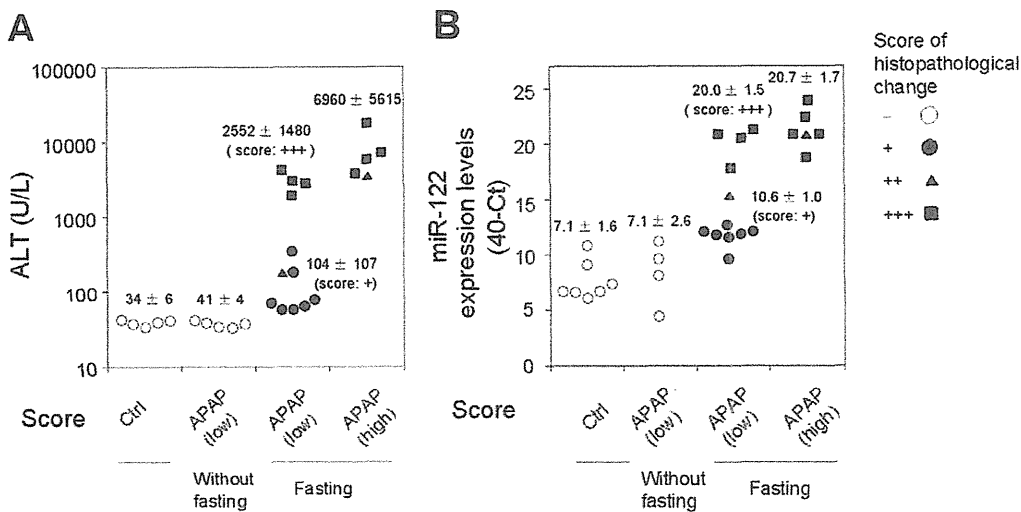 A
ALT (U/L)
100000
10000
1000
100
10
34 ± 6
41 ± 4
2552 ± 1480
( score: +++ )
104 ± 107
(score: +)
6960 ± 5615
Score
Ctrl
APAP
(low)
APAP
(low)
APAP
(high)
Without
fasting
Fasting
B
miR-122
expression levels
(40-Ct)
25
20
15
10
5
0
7.1 ± 1.6
7.1 ± 2.6
20.0 ± 1.5
( score: +++ )
10.6 ± 1.0
(score: +)
20.7 ± 1.7
Score
Ctrl
APAP
(low)
APAP
(low)
APAP
(high)
Without
fasting
Fasting
Score of
histopathological
change
–
+
++
+++